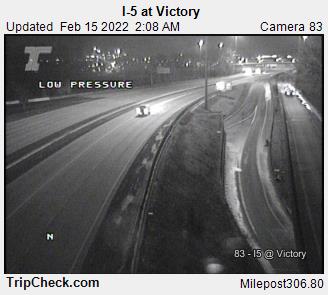 I-5 at Victory
Updated Feb 15 2022 2:08 AM Camera 83
T
LOW PRESSURE
N
83 - I5 @ Victory
TripCheck.com Milepost306.80